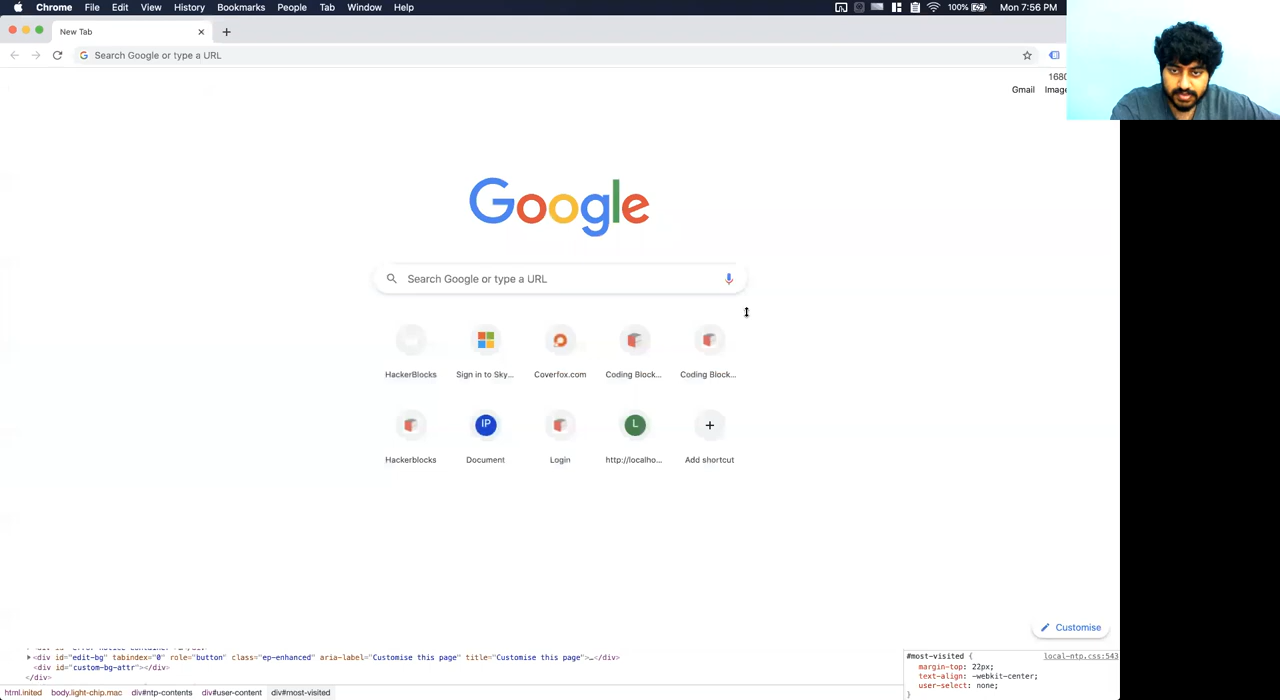 Chrome File Edit View History Bookmarks People Tab Window Help 100% Mon 7:56 PM
New Tab
Search Google or type a URL
1680
Gmail Image
Google
Search Google or type a URL
HackerBlocks Sign in to Sky... Coverfox.com Coding Block... Coding Block...
IP L +
Hackerblocks Document Login http://localho... Add shortcut
Customise
<div id="edit-bg" tabindex="0" role="button" class="ep-enhanced" aria-label="Customise this page" title="Customise this page">…</div>
<div id="custom-bg-attr"></div>
</div>
#most-visited { local-ntp.css:543
margin-top: 22px;
text-align: -webkit-center;
user-select: none;
}
html.inited body.light-chip.mac div#ntp-contents div#user-content div#most-visited